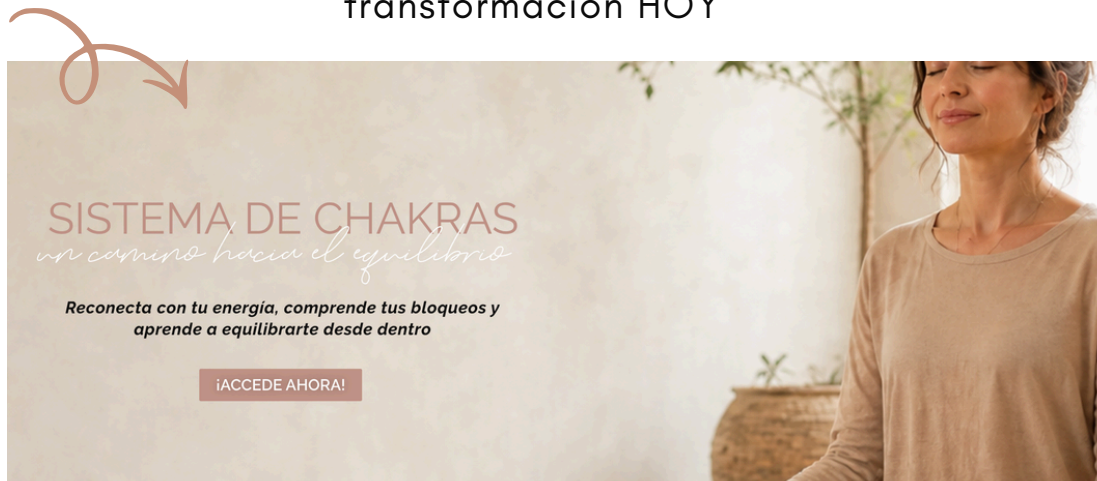 transformación HOY
SISTEMA DE CHAKRAS
un camino hacia el equilibrio
Reconecta con tu energía, comprende tus bloqueos y
aprende a equilibrarte desde dentro
¡ACCEDE AHORA!